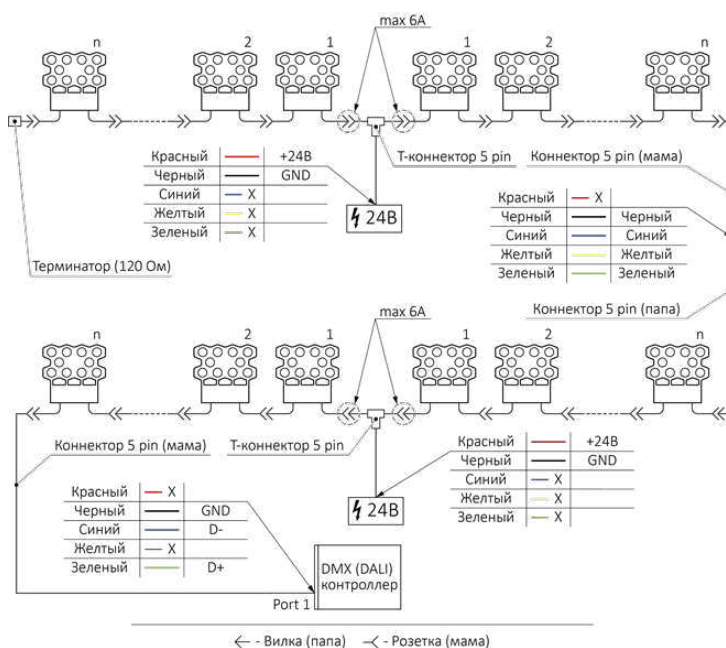 max 6A
n
2
1
1
2
n
T-коннектор 5 pin
Коннектор 5 pin (мама)
Красный +24В
Черный GND
Синий X
Желтый X
Зеленый X
24В
Красный X
Черный Черный
Синий Синий
Желтый Желтый
Зеленый Зеленый
Терминатор (120 Ом)
Коннектор 5 pin (папа)
max 6A
n
2
1
1
2
n
Коннектор 5 pin (мама)
T-коннектор 5 pin
Красный +24В
Черный GND
Синий X
Желтый X
Зеленый X
24В
Красный X
Черный GND
Синий D-
Желтый X
Зеленый D+
DMX (DALI)
контроллер
Port 1
- Вилка (папа) - Розетка (мама)